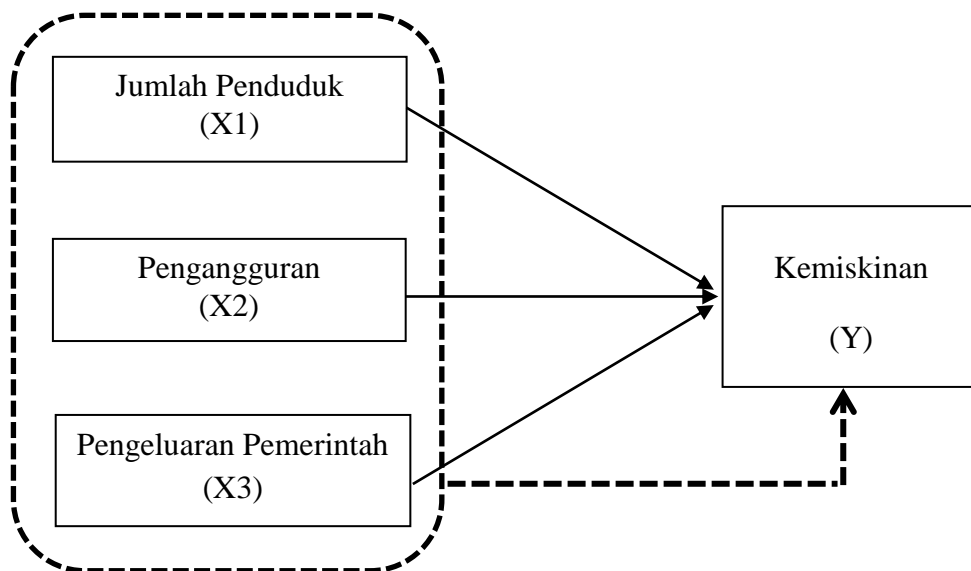 Jumlah Penduduk
(X1)
Pengangguran
(X2)
Pengeluaran Pemerintah
(X3)
Kemiskinan
(Y)